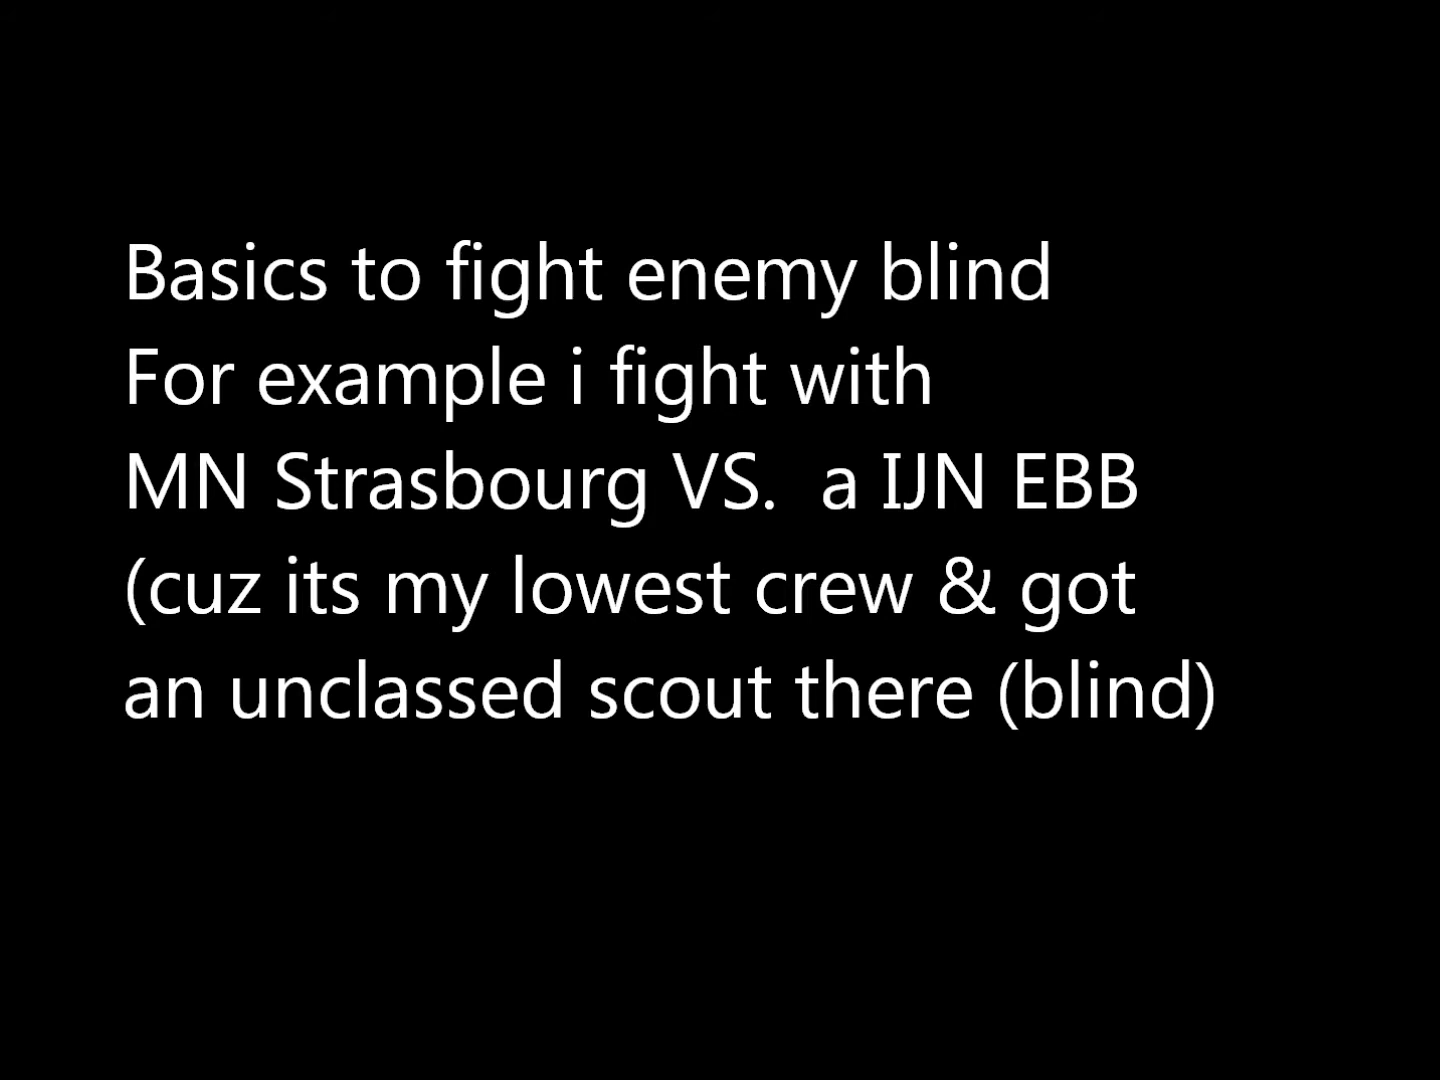 Basics to fight enemy blind
For example i fight with
MN Strasbourg VS.  a IJN EBB
(cuz its my lowest crew & got
an unclassed scout there (blind)